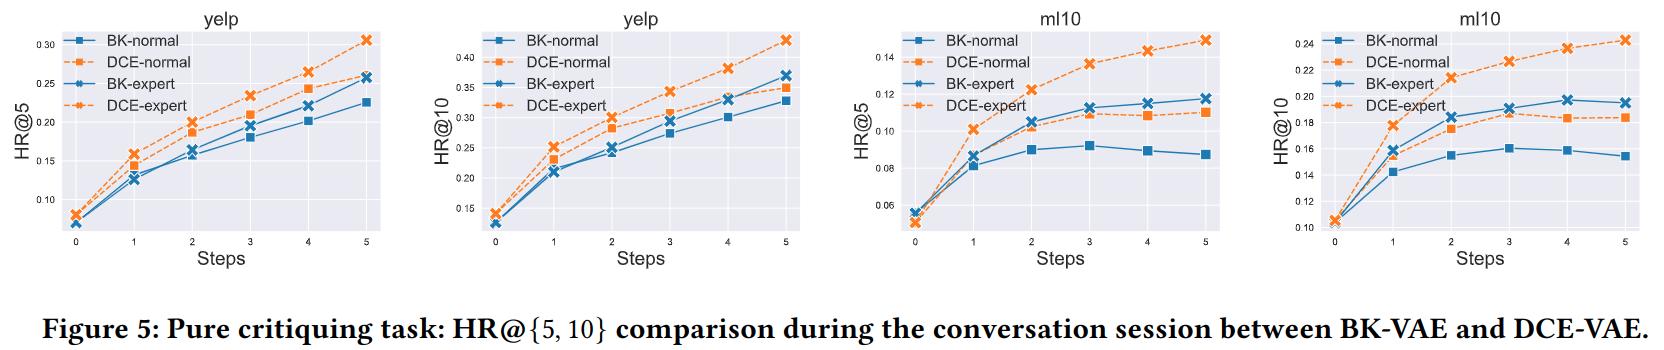 yelp
HR@5
0.30
0.25
0.20
0.15
0.10
BK-normal
DCE-normal
BK-expert
DCE-expert
0 1 2 3 4 5
Steps
yelp
HR@10
0.40
0.35
0.30
0.25
0.20
0.15
BK-normal
DCE-normal
BK-expert
DCE-expert
0 1 2 3 4 5
Steps
ml10
HR@5
0.14
0.12
0.10
0.08
0.06
BK-normal
DCE-normal
BK-expert
DCE-expert
0 1 2 3 4 5
Steps
ml10
HR@10
0.24
0.22
0.20
0.18
0.16
0.14
0.12
0.10
BK-normal
DCE-normal
BK-expert
DCE-expert
0 1 2 3 4 5
Steps
Figure 5: Pure critiquing task: HR@{5, 10} comparison during the conversation session between BK-VAE and DCE-VAE.